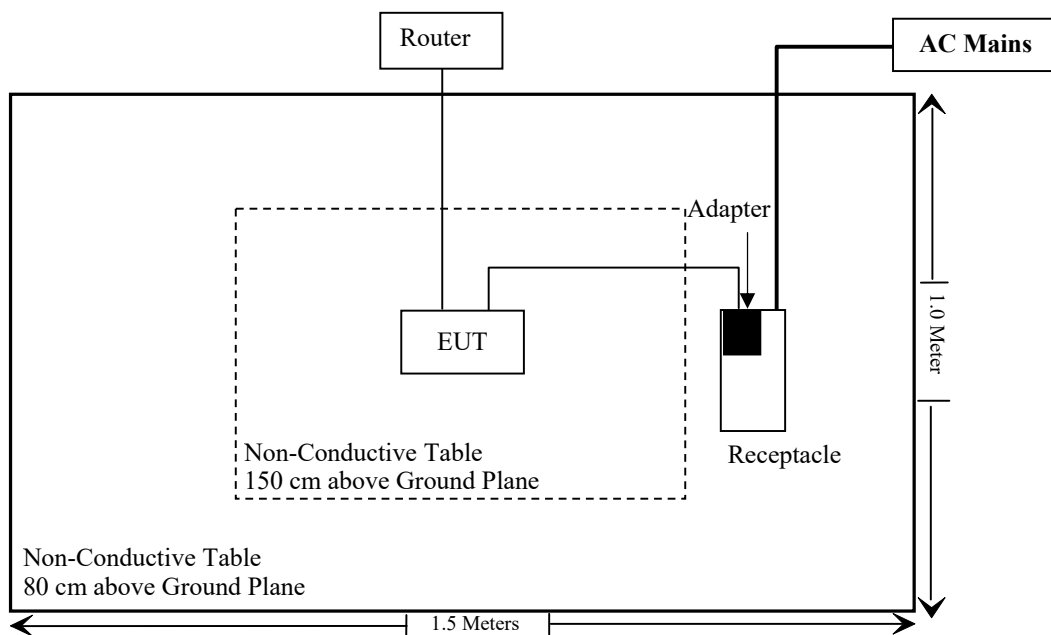 Router
AC Mains
Adapter
EUT
1.0 Meter
Non-Conductive Table
150 cm above Ground Plane
Receptacle
Non-Conductive Table
80 cm above Ground Plane
1.5 Meters